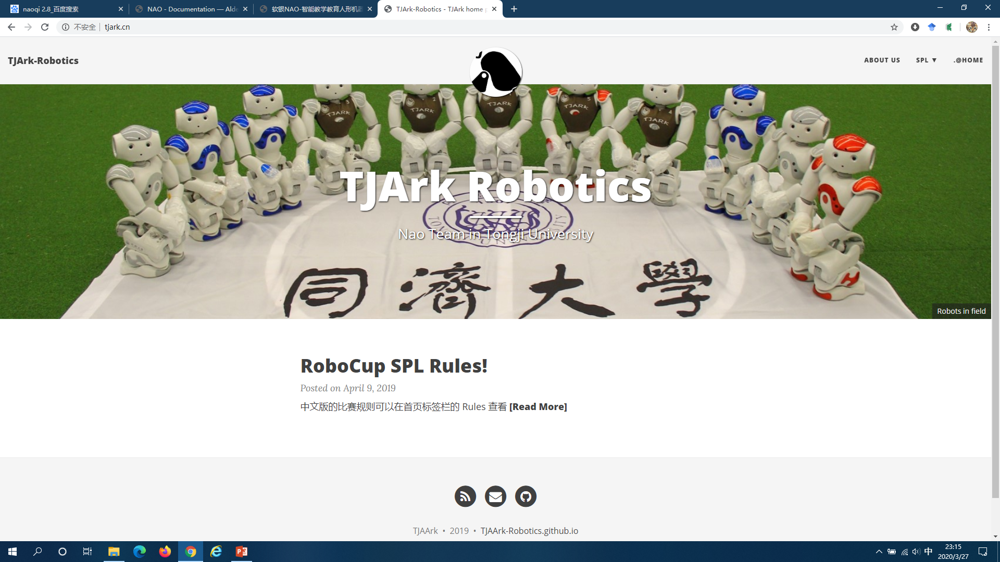 naoqi 2.8_百度搜索
NAO - Documentation — Alde
软银NAO-智能教学教育人形机器
TJArk-Robotics - TJArk home p
不安全
tjark.cn
TJArk-Robotics
ABOUT US
SPL ▼
.@HOME
TJARK
TJARK
TJARK
TJARK
TJARK
TJArk Robotics
Nao Team in Tongji University
同濟大學
Robots in field
RoboCup SPL Rules!
Posted on April 9, 2019
中文版的比赛规则可以在首页标签栏的 Rules 查看 [Read More]
TJAArk • 2019 • TJAArk-Robotics.github.io
中
23:15
2020/3/27